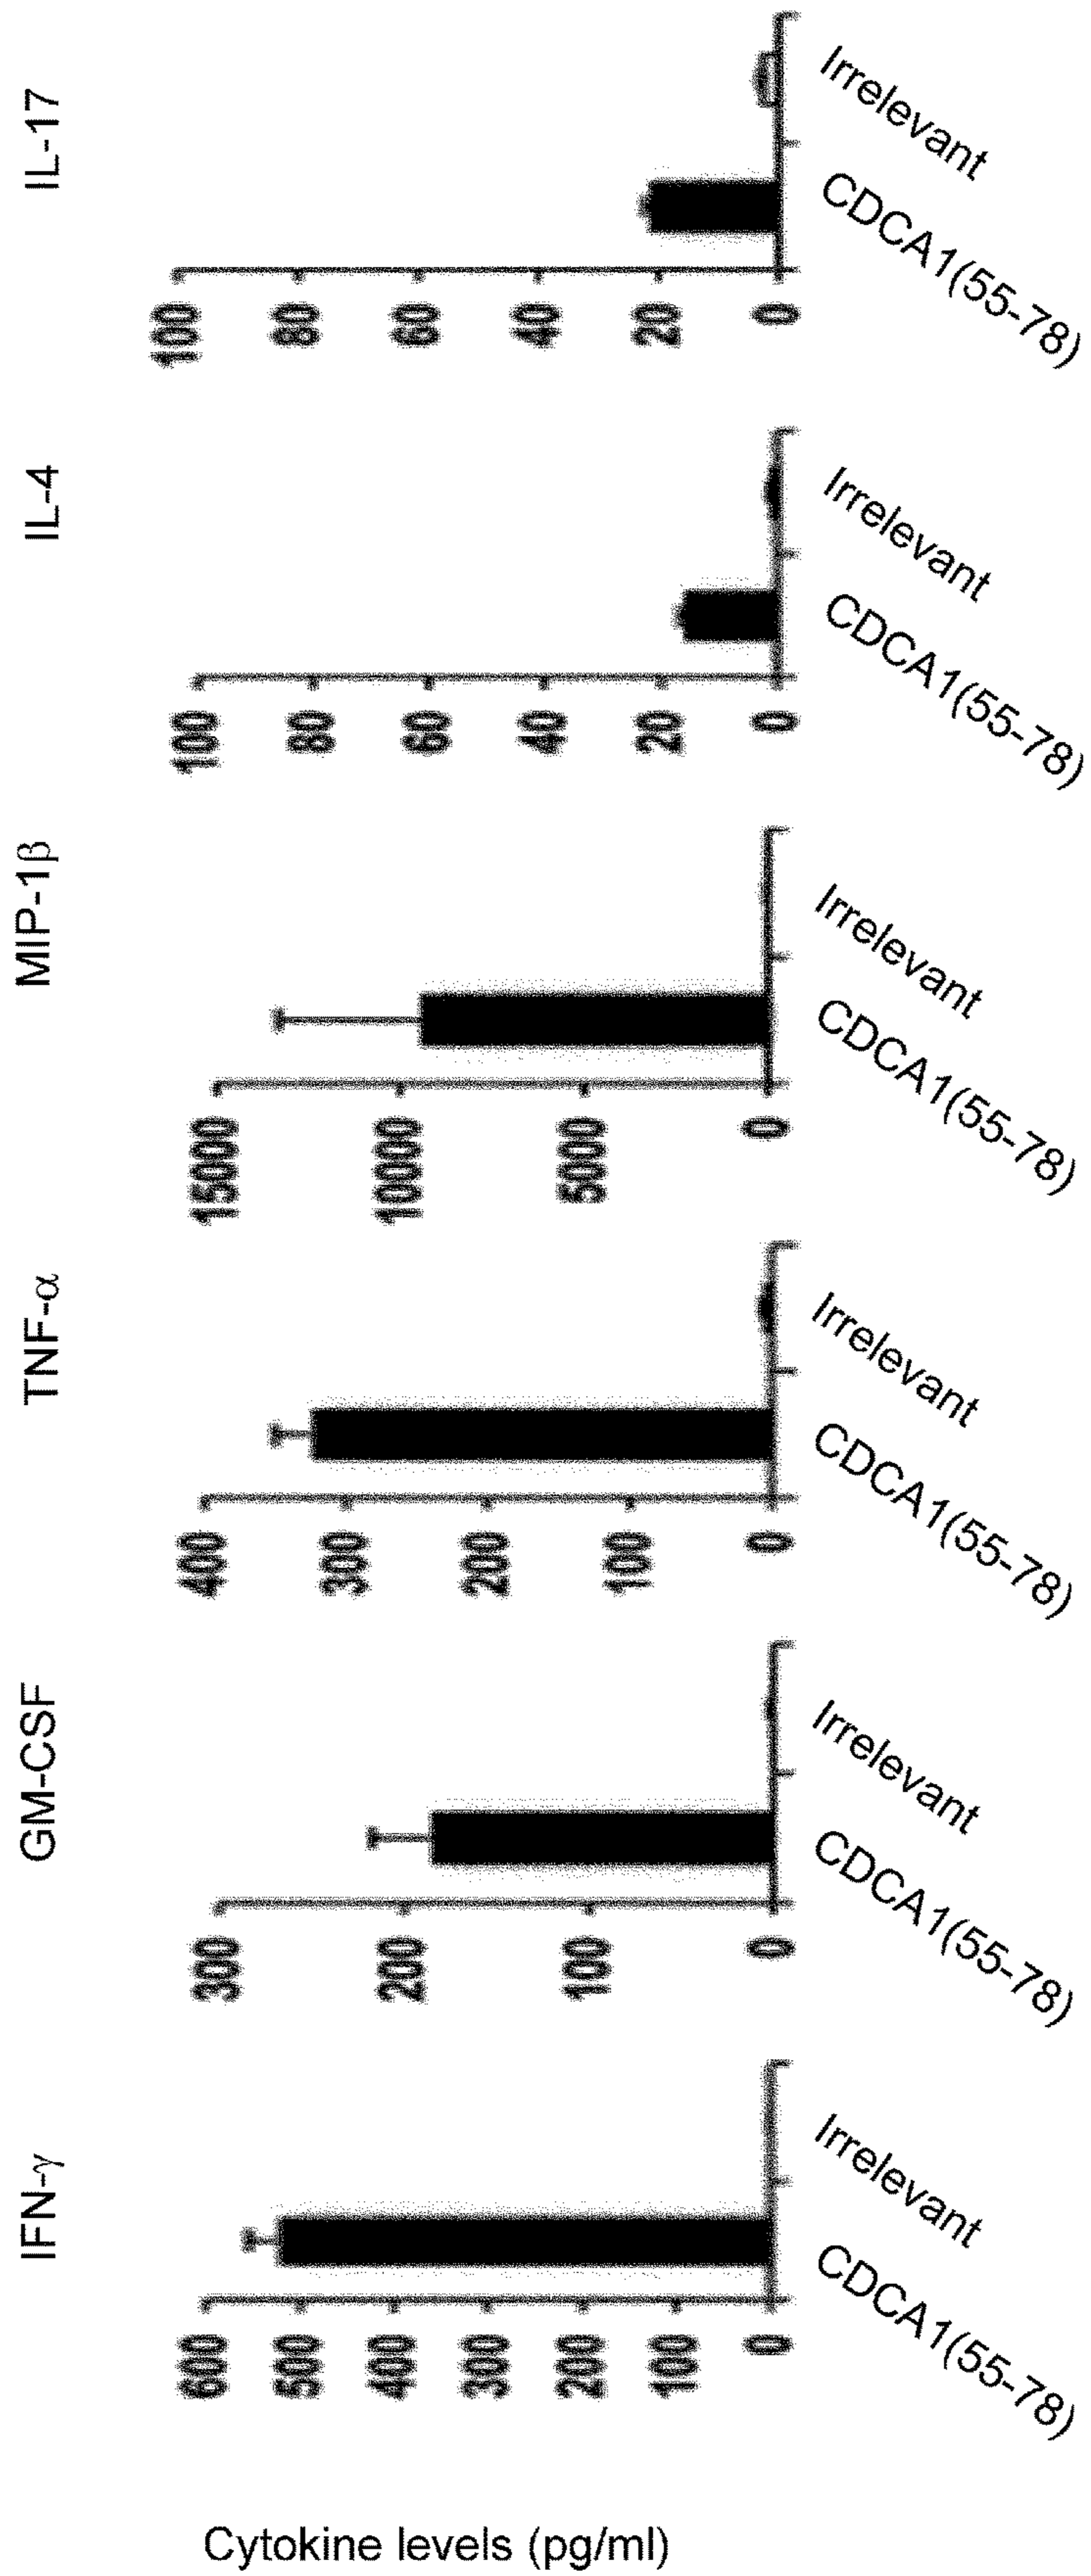 IL-17
100
80
60
40
20
0
CDCA1(55-78)
Irrelevant
IL-4
100
80
60
40
20
0
CDCA1(55-78)
Irrelevant
MIP-1β
15000
10000
5000
0
CDCA1(55-78)
Irrelevant
TNF-α
400
300
200
100
0
CDCA1(55-78)
Irrelevant
GM-CSF
300
200
100
0
CDCA1(55-78)
Irrelevant
IFN-γ
600
500
400
300
200
100
0
CDCA1(55-78)
Irrelevant
Cytokine levels (pg/ml)